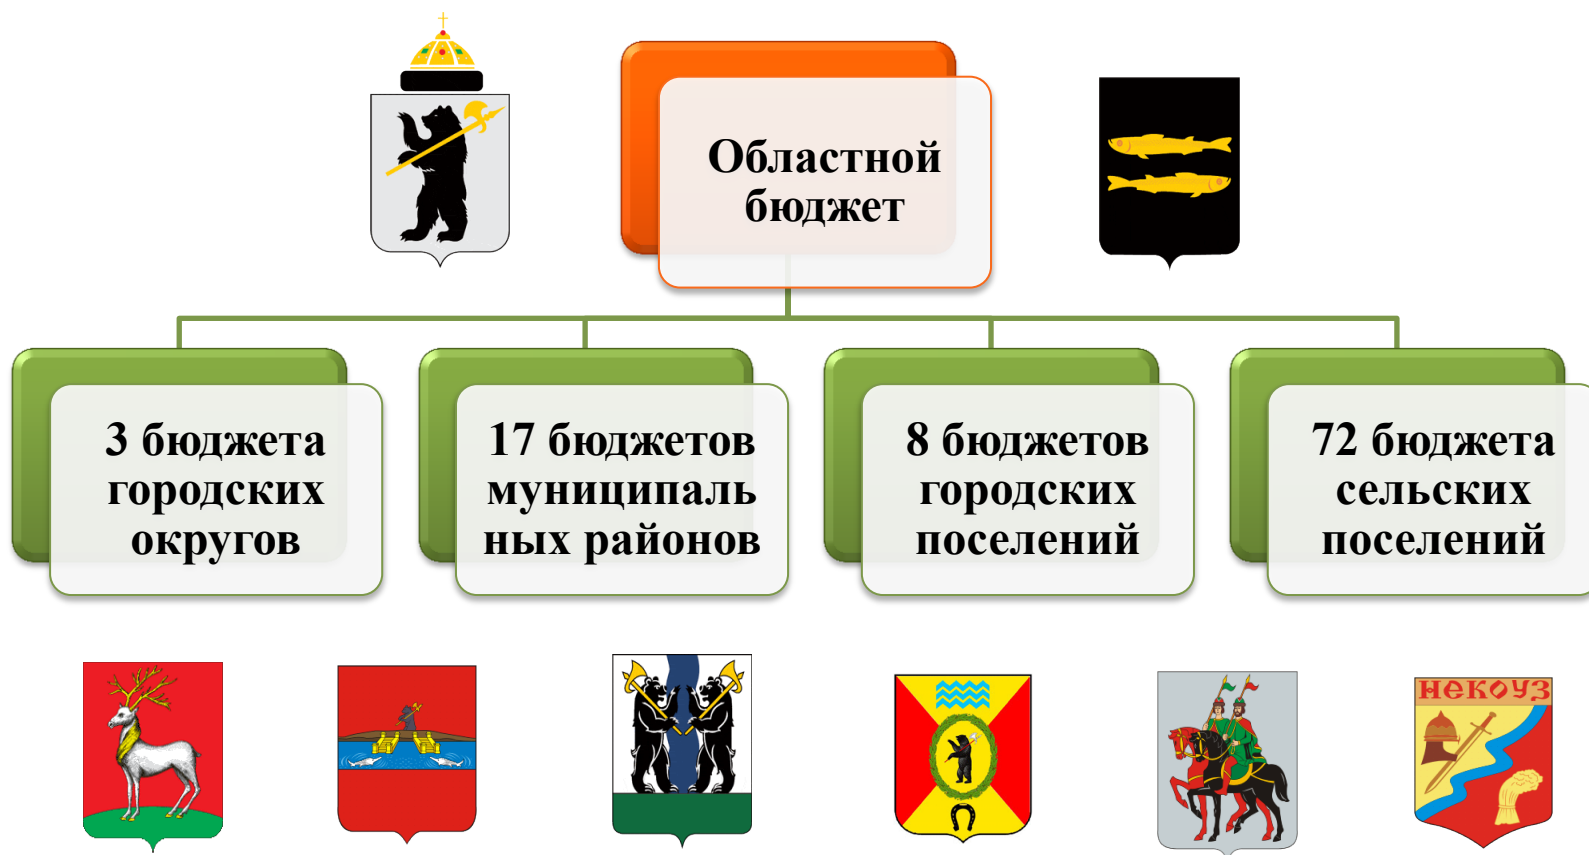 Областной
бюджет
3 бюджета
городских
округов
17 бюджетов
муниципаль
ных районов
8 бюджетов
городских
поселений
72 бюджета
сельских
поселений
НЕКОУЗ